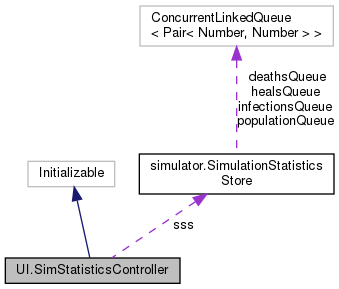 ConcurrentLinkedQueue
< Pair< Number, Number > >
deathsQueue
healsQueue
infectionsQueue
populationQueue
Initializable
simulator.SimulationStatistics
Store
sss
UI.SimStatisticsController